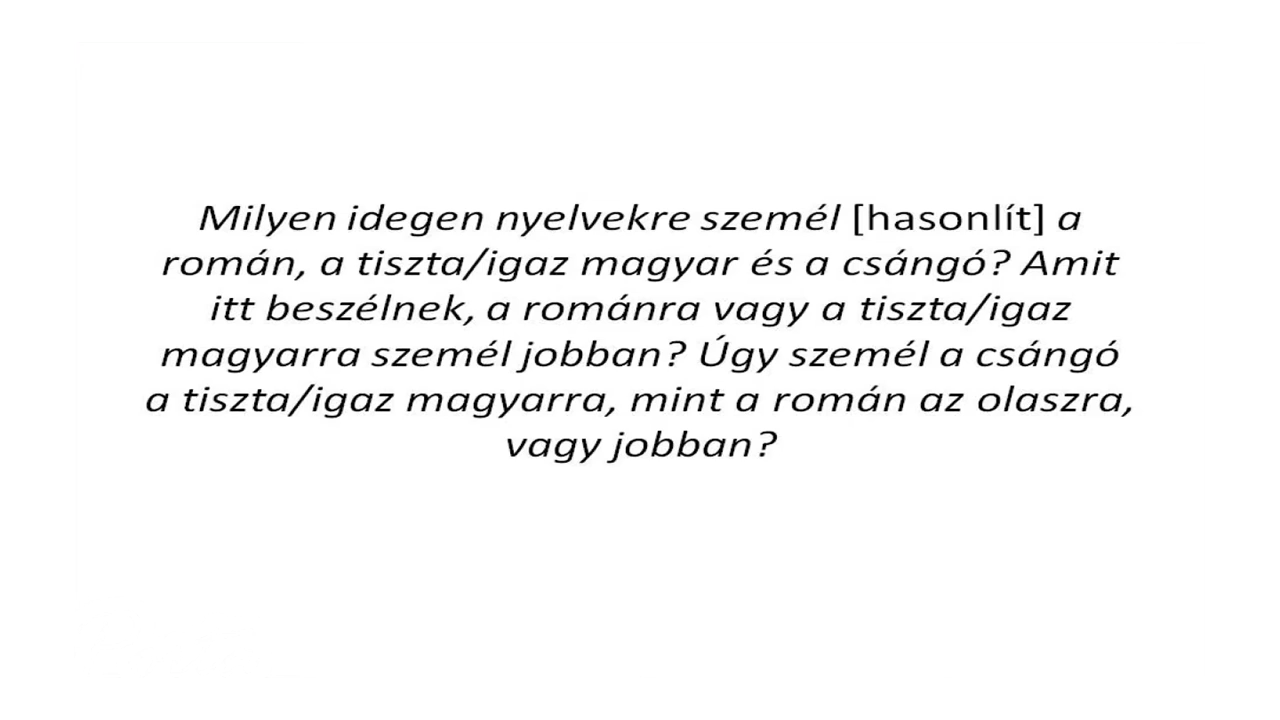 Milyen idegen nyelvekre személ [hasonlít] a
román, a tiszta/igaz magyar és a csángó? Amit
itt beszélnek, a románra vagy a tiszta/igaz
magyarra személ jobban? Úgy személ a csángó
a tiszta/igaz magyarra, mint a román az olaszra,
vagy jobban?